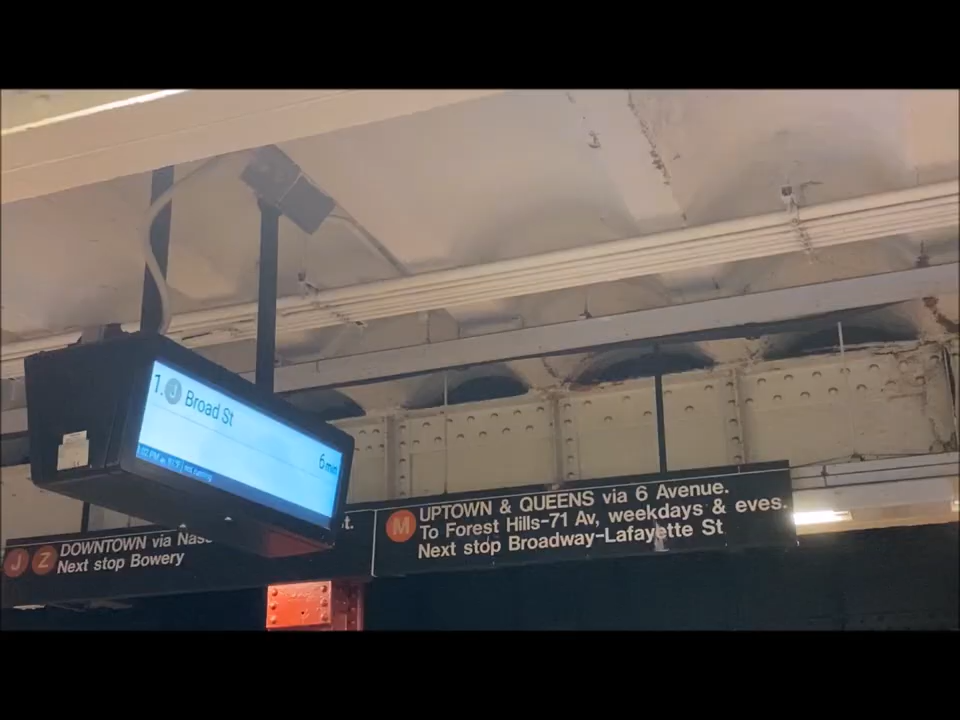 1. J Broad St
6 min
J Z DOWNTOWN via Nass
Next stop Bowery
t.
M UPTOWN & QUEENS via 6 Avenue.
To Forest Hills-71 Av, weekdays & eves.
Next stop Broadway-Lafayette St